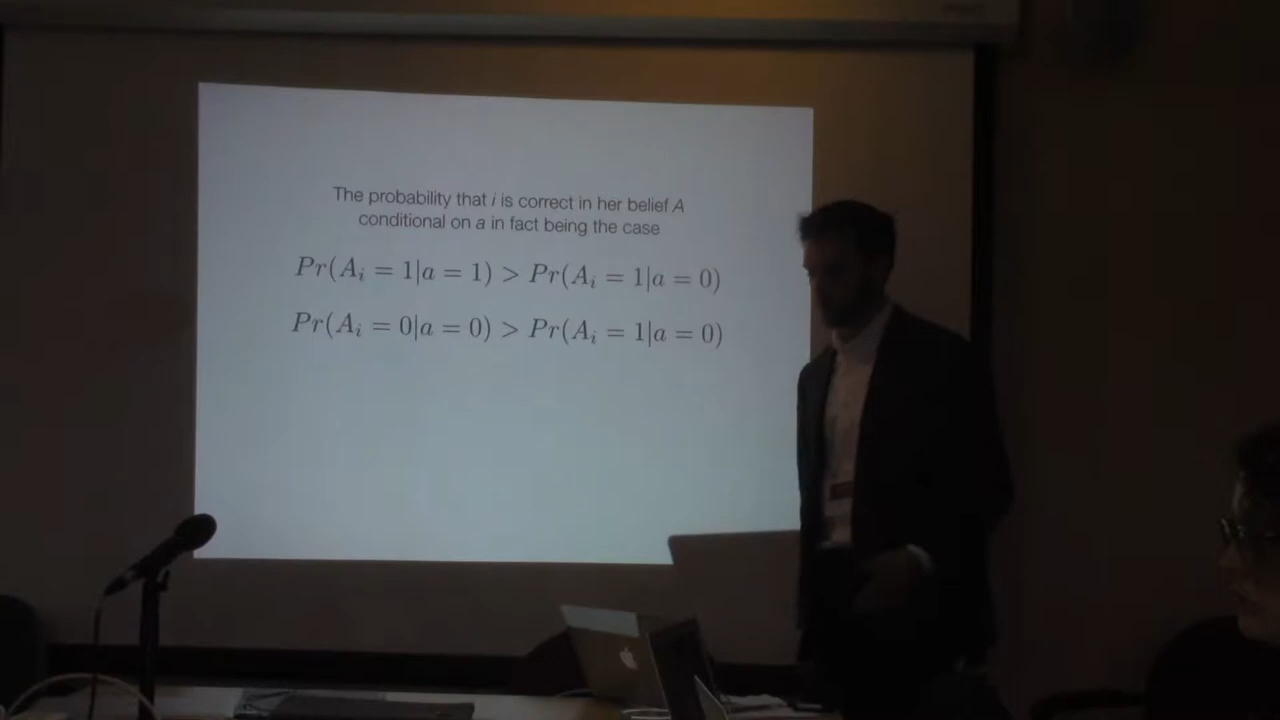 The probability that i is correct in her belief A
conditional on a in fact being the case
Pr(A_i = 1|a = 1) > Pr(A_i = 1|a = 0)
Pr(A_i = 0|a = 0) > Pr(A_i = 1|a = 0)